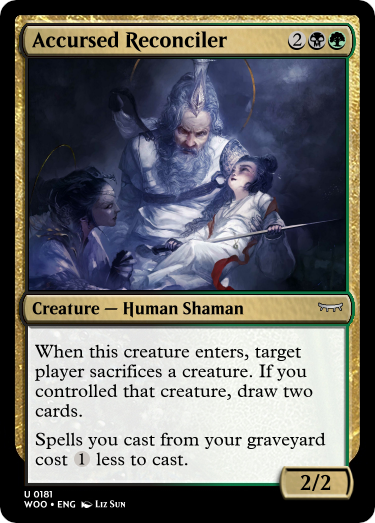 Accursed Reconciler 2
Creature — Human Shaman
When this creature enters, target
player sacrifices a creature. If you
controlled that creature, draw two
cards.
Spells you cast from your graveyard
cost 1 less to cast.
2/2
U 0181
WOO • ENG Liz Sun